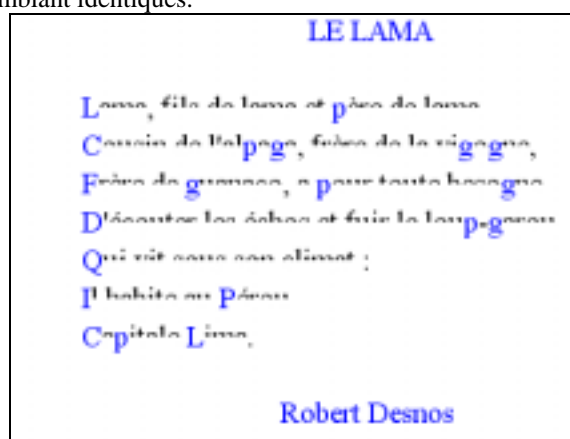 mblant identiques.
LE LAMA
Lama, fils de lama et père de lama
Cousin de l'alpaga, frère de la vigogne,
Frère de guanaco, a pour toute besogne
D'écouter les échos et fuir le loup-garou
Qui vit sous son climat ;
Il habite au Pérou
Capitale Lima.
Robert Desnos